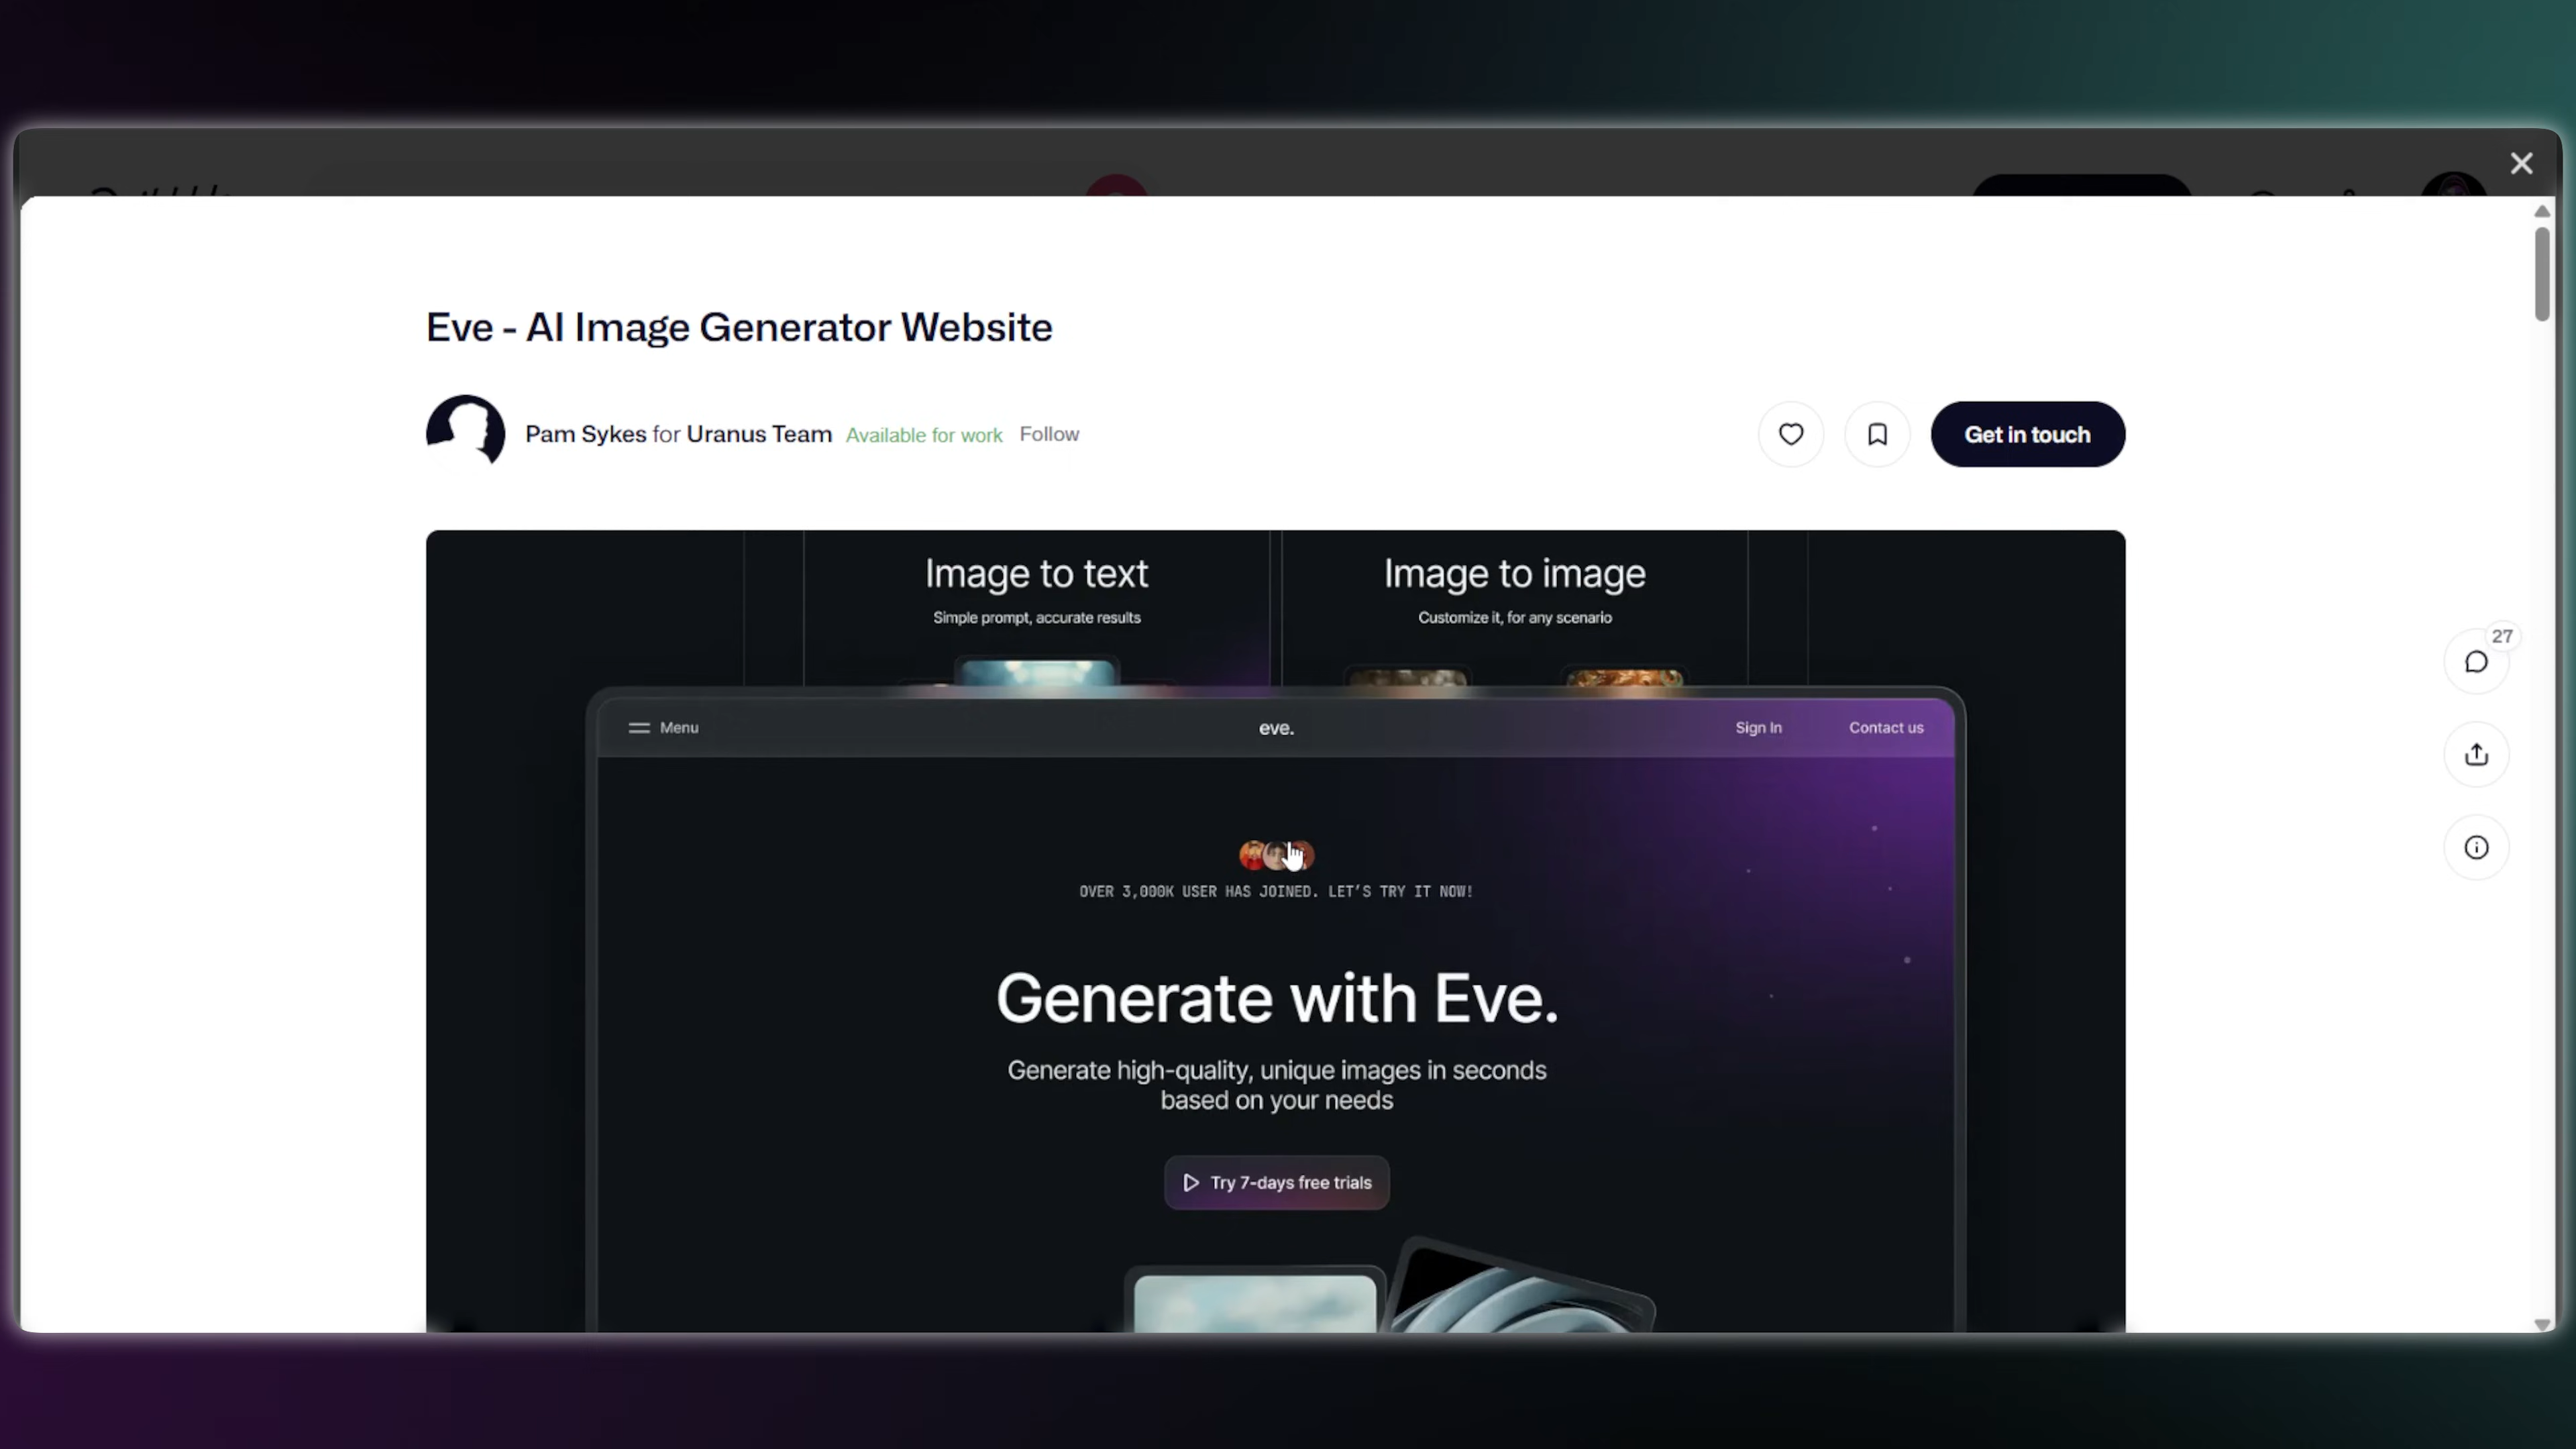 Eve - AI Image Generator Website
Pam Sykes for Uranus Team Available for work Follow
Get in touch
Image to text
Simple prompt, accurate results
Image to image
Customize it, for any scenario
27
Menu
eve.
Sign In
Contact us
OVER 3,000K USER HAS JOINED. LET'S TRY IT NOW!
Generate with Eve.
Generate high-quality, unique images in seconds
based on your needs
Try 7-days free trials